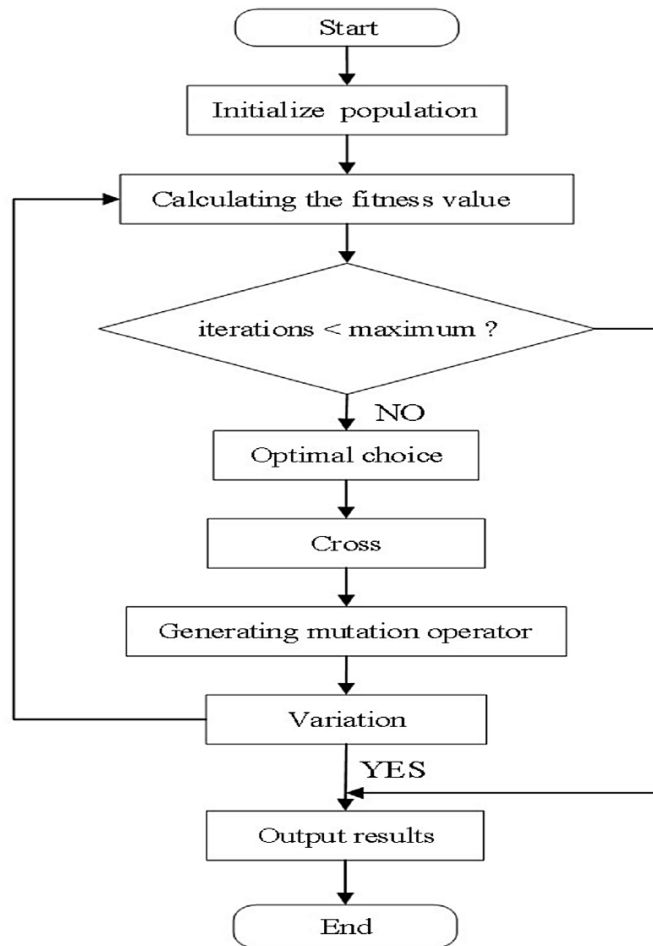 Start
Initialize population
Calculating the fitness value
iterations < maximum ?
NO
Optimal choice
Cross
Generating mutation operator
Variation
YES
Output results
End